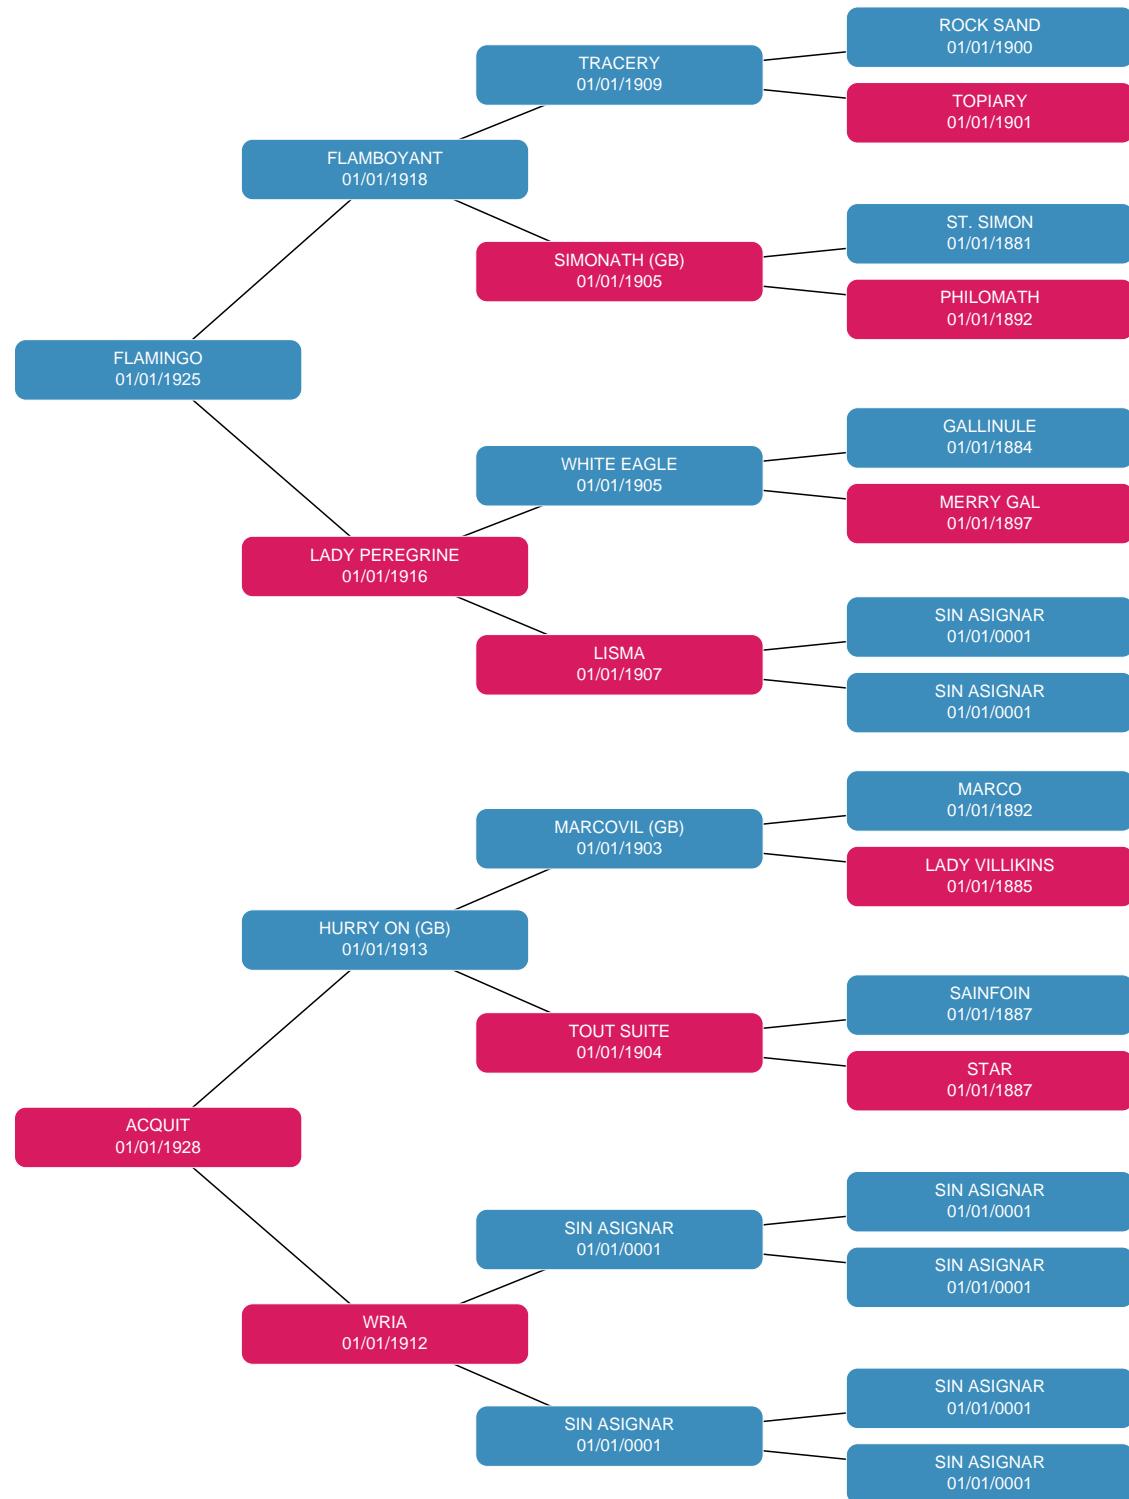 ROCK SAND
01/01/1900
TRACERY
01/01/1909
TOPIARY
01/01/1901
FLAMBOYANT
01/01/1918
ST. SIMON
01/01/1881
SIMONATH (GB)
01/01/1905
PHILOMATH
01/01/1892
FLAMINGO
01/01/1925
GALLINULE
01/01/1884
WHITE EAGLE
01/01/1905
MERRY GAL
01/01/1897
LADY PEREGRINE
01/01/1916
SIN ASIGNAR
01/01/0001
LISMA
01/01/1907
SIN ASIGNAR
01/01/0001
MARCO
01/01/1892
MARCOVIL (GB)
01/01/1903
LADY VILLIKINS
01/01/1885
HURRY ON (GB)
01/01/1913
SAINFOIN
01/01/1887
TOUT SUITE
01/01/1904
STAR
01/01/1887
ACQUIT
01/01/1928
SIN ASIGNAR
01/01/0001
SIN ASIGNAR
01/01/0001
SIN ASIGNAR
01/01/0001
WRIA
01/01/1912
SIN ASIGNAR
01/01/0001
SIN ASIGNAR
01/01/0001
SIN ASIGNAR
01/01/0001